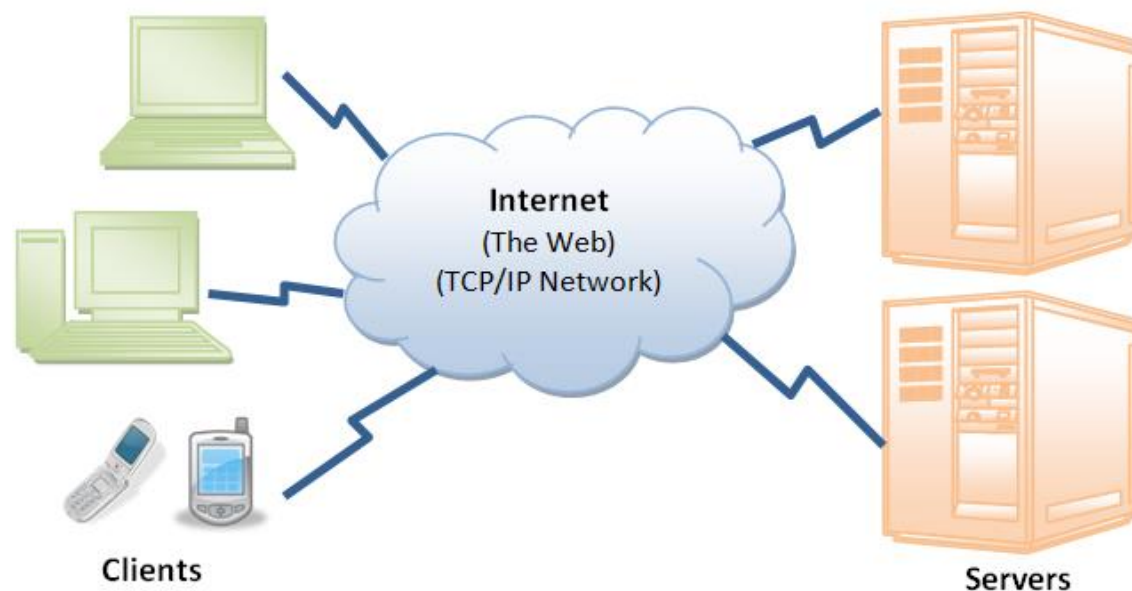 Internet
(The Web)
(TCP/IP Network)
Clients
Servers